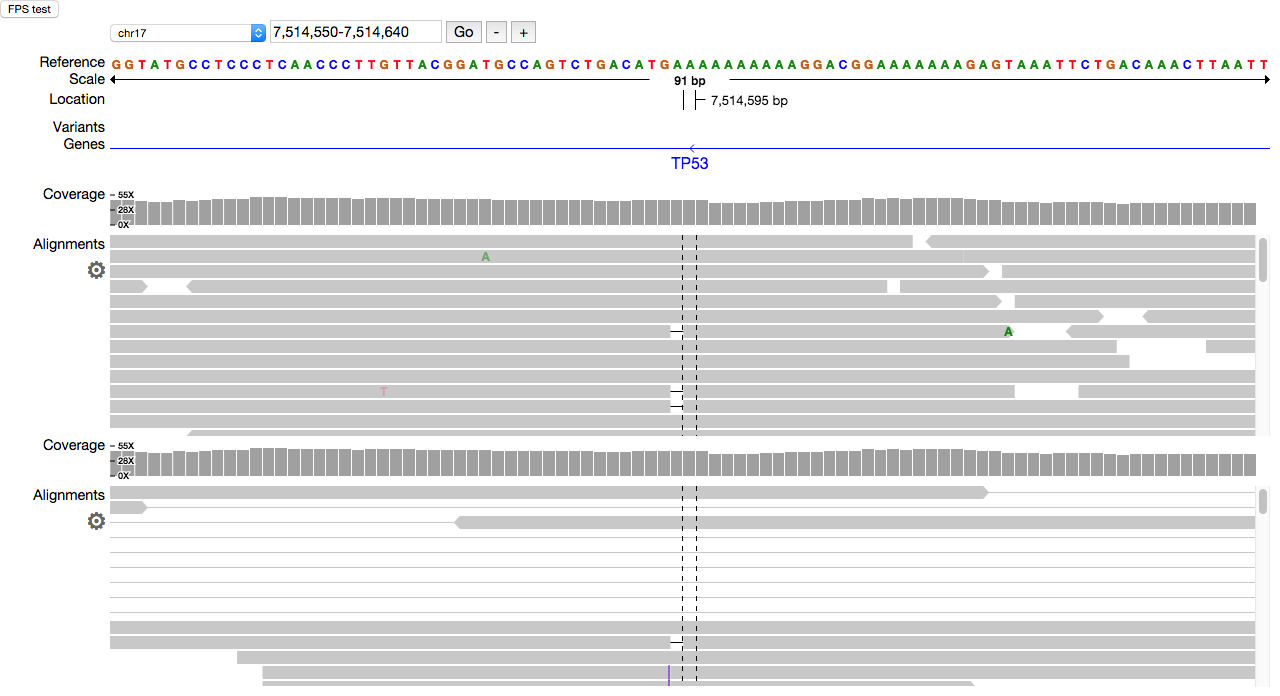 FPS test
chr17 7,514,550-7,514,640 Go - +
Reference G G T A T G C C T C C C T C A A C C C T T G T T A C G G A T G C C A G T C T G A C A T G A A A A A A A A A A G G A C G G A A A A A A A G A G T A A A T T C T G A C A A A C T T A A T T
Scale 91 bp
Location 7,514,595 bp
Variants
Genes
TP53
Coverage 55X
28X
0X
Alignments
A
A
T
Coverage 55X
28X
0X
Alignments